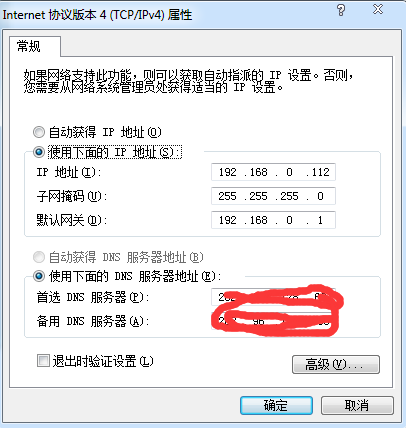 Internet 协议版本 4 (TCP/IPv4) 属性
常规
如果网络支持此功能，则可以获取自动指派的 IP 设置。否则，
您需要从网络系统管理员处获得适当的 IP 设置。
自动获得 IP 地址(O)
使用下面的 IP 地址(S):
IP 地址(I): 192 .168 . 0 .112
子网掩码(U): 255 .255 .255 . 0
默认网关(D): 192 .168 . 0 . 1
自动获得 DNS 服务器地址(B)
使用下面的 DNS 服务器地址(E):
首选 DNS 服务器(P):
备用 DNS 服务器(A):
退出时验证设置(L)
高级(V)...
确定
取消